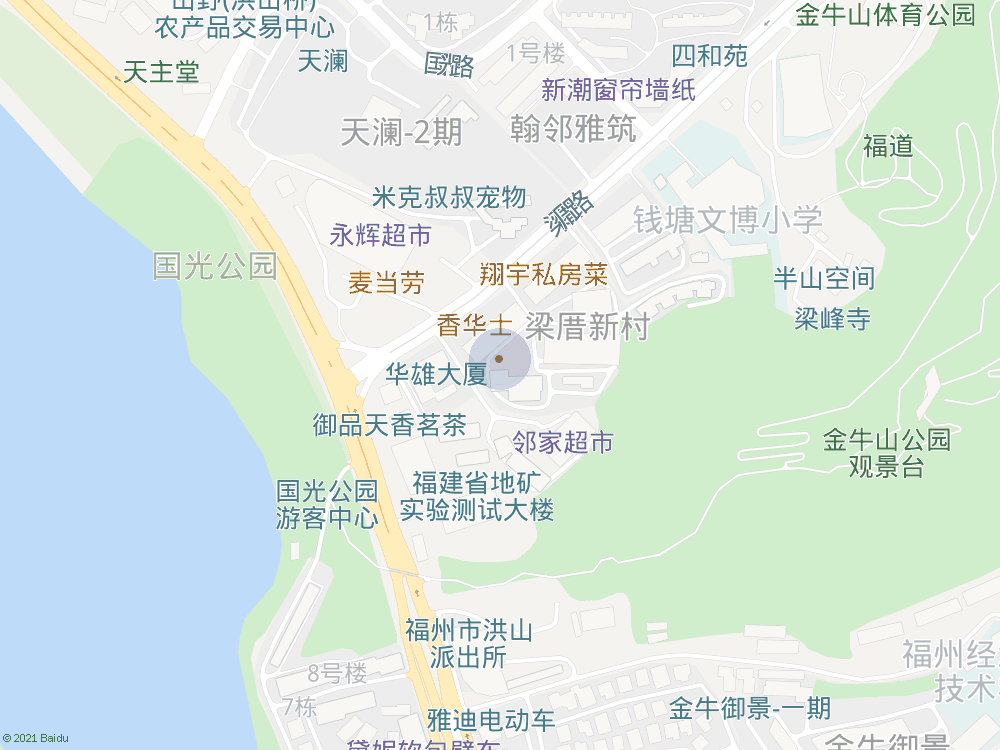 农产品交易中心
1栋
金牛山体育公园
天澜
国路
1号楼
四和苑
天主堂
新潮窗帘墙纸
天澜-2期
翰邻雅筑
福道
米克叔叔宠物
钱塘文博小学
永辉超市
国光公园
麦当劳
翔宇私房菜
半山空间
梁峰寺
香华士
梁厝新村
华雄大厦
御品天香茗茶
邻家超市
金牛山公园
观景台
福建省地矿
实验测试大楼
国光公园
游客中心
福州市洪山
派出所
8号楼
7栋
福州经
技术
金牛御景-一期
雅迪电动车
金牛御景
© 2021 Baidu